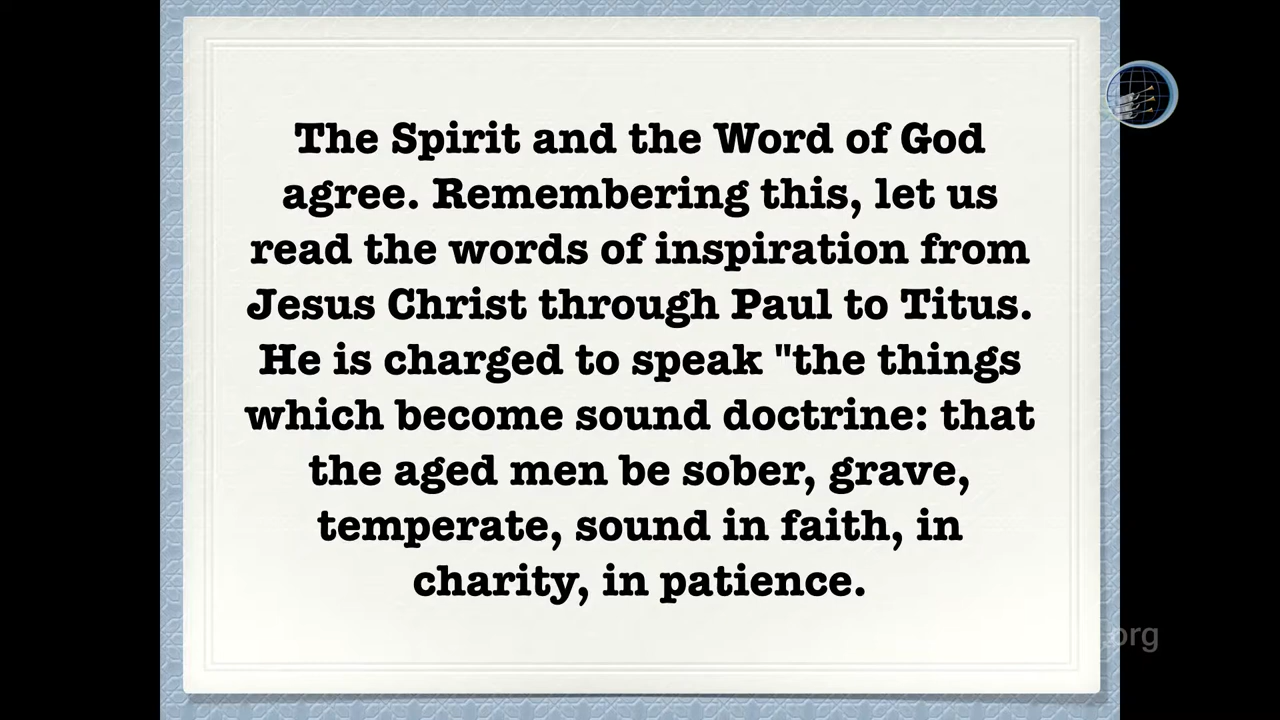 The Spirit and the Word of God
agree. Remembering this, let us
read the words of inspiration from
Jesus Christ through Paul to Titus.
He is charged to speak "the things
which become sound doctrine: that
the aged men be sober, grave,
temperate, sound in faith, in
charity, in patience.
.org